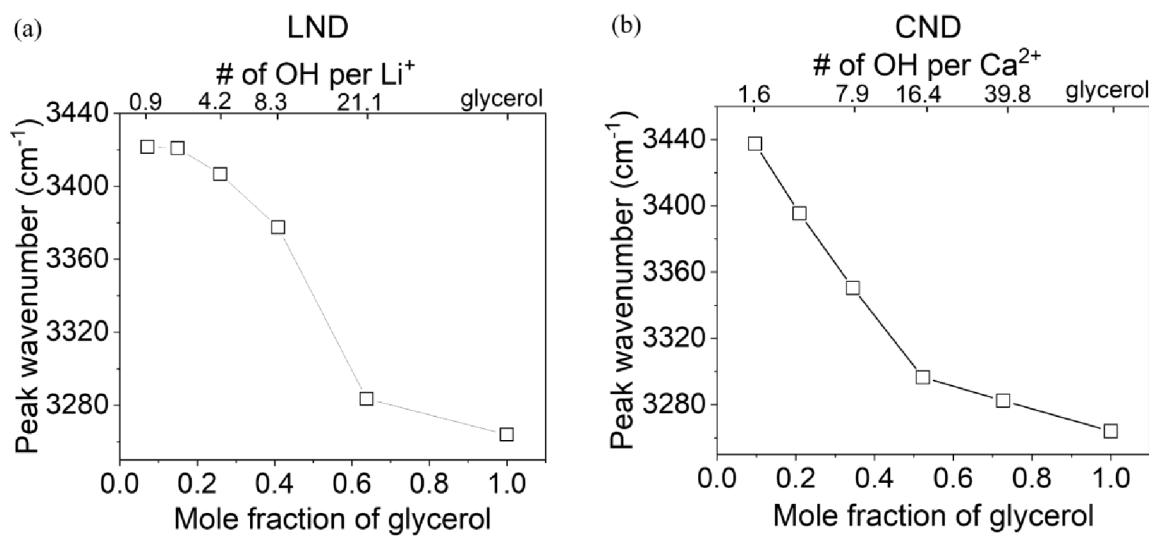 (a)
LND
# of OH per Li⁺
0.9 4.2 8.3 21.1 glycerol
3440
3400
3360
3320
3280
Peak wavenumber (cm⁻¹)
0.0 0.2 0.4 0.6 0.8 1.0
Mole fraction of glycerol
(b)
CND
# of OH per Ca²⁺
1.6 7.9 16.4 39.8 glycerol
3440
3400
3360
3320
3280
Peak wavenumber (cm⁻¹)
0.0 0.2 0.4 0.6 0.8 1.0
Mole fraction of glycerol